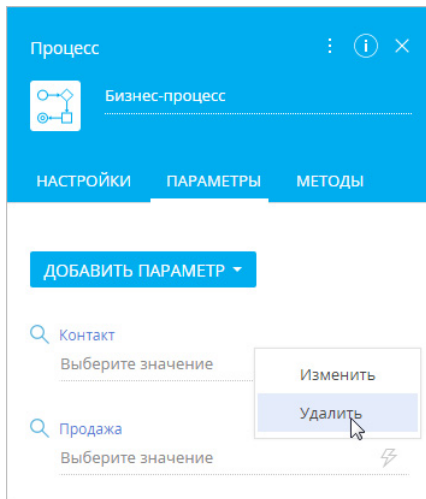 Процесс
Бизнес-процесс
НАСТРОЙКИ ПАРАМЕТРЫ МЕТОДЫ
ДОБАВИТЬ ПАРАМЕТР
Контакт
Выберите значение
Изменить
Удалить
Продажа
Выберите значение